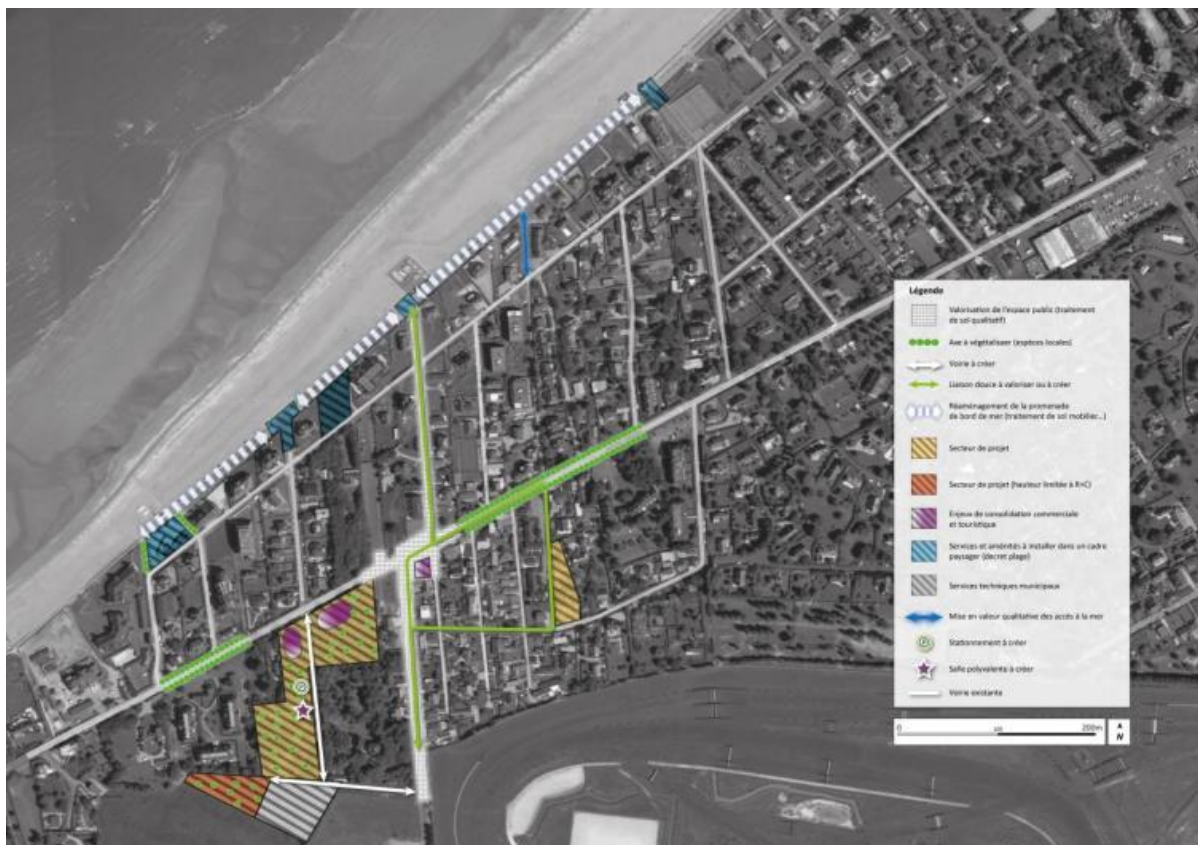 Légende
Valorisation de l'espace public (traitement
de sol qualitatif)
Axe à végétaliser (espèces locales)
Voirie à créer
Liaison douce à valoriser ou à créer
Réaménagement de la promenade
de bord de mer (traitement de sol mobilier...)
Secteur de projet
Secteur de projet (hauteur limitée à R+C)
Enjeux de consolidation commerciale
et touristique
Services et aménités à installer dans un cadre
paysager (decret plage)
Services techniques municipaux
Mise en valeur qualitative des accès à la mer
P
Stationnement à créer
Salle polyvalente à créer
Voirie existante
0 100 200m
N